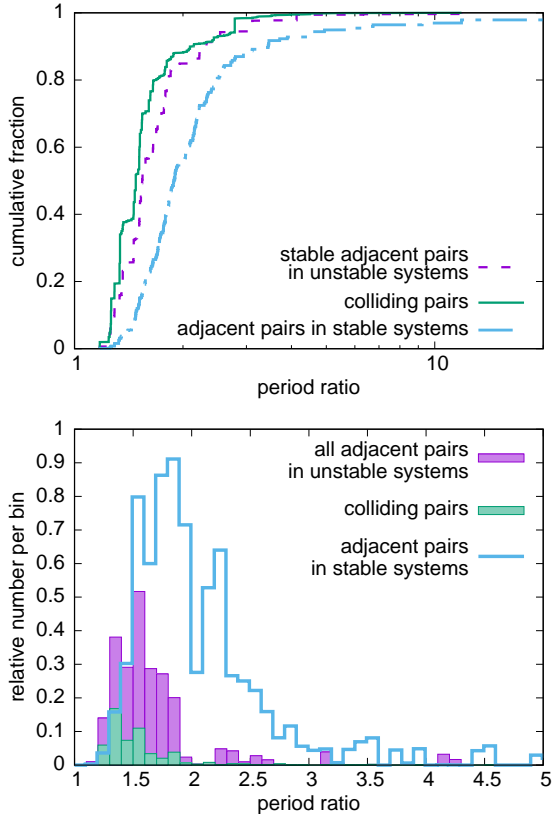 1
0.8
0.6
0.4
0.2
0
cumulative fraction
stable adjacent pairs
in unstable systems
colliding pairs
adjacent pairs in stable systems
1
10
period ratio
1
0.9
0.8
0.7
0.6
0.5
0.4
0.3
0.2
0.1
0
relative number per bin
all adjacent pairs
in unstable systems
colliding pairs
adjacent pairs
in stable systems
1 1.5 2 2.5 3 3.5 4 4.5 5
period ratio